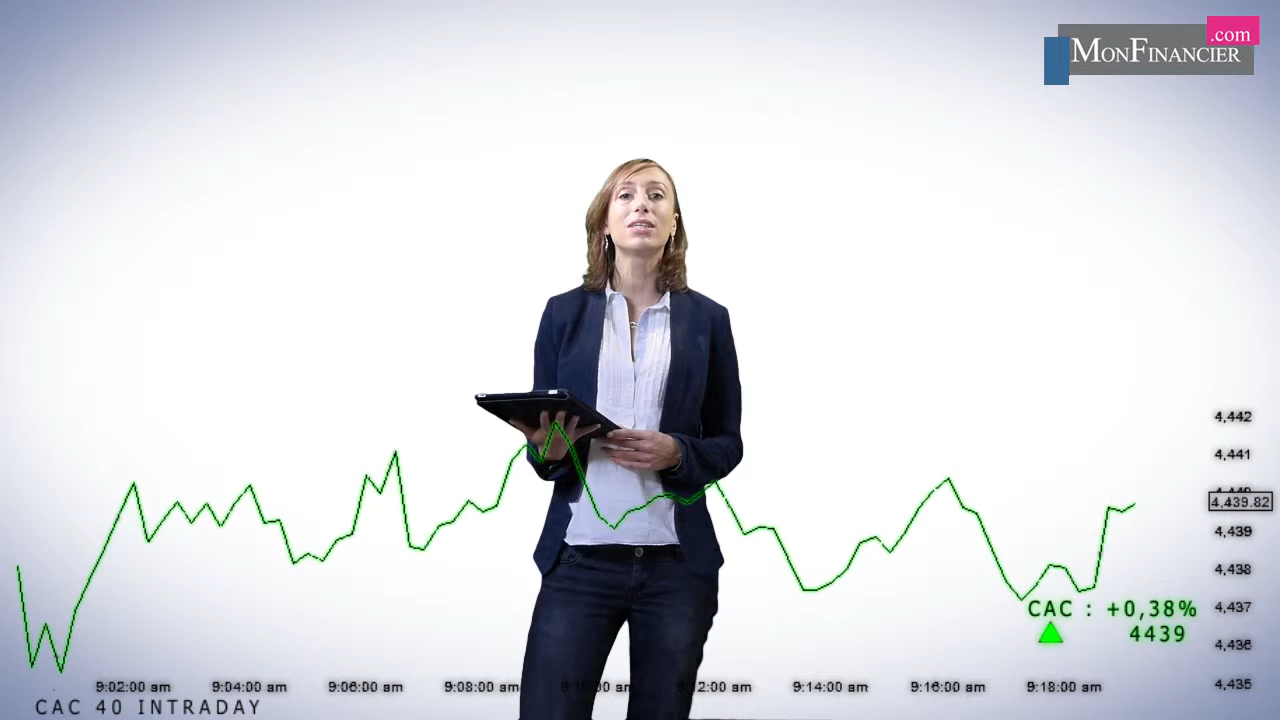 .com
MONFINANCIER
4,442
4,441
4,439.82
4,439
4,438
CAC : +0,38%
4,437
4439
4,436
4,435
9:02:00 am 9:04:00 am 9:06:00 am 9:08:00 am 9:14:00 am 9:16:00 am 9:18:00 am
CAC 40 INTRADAY